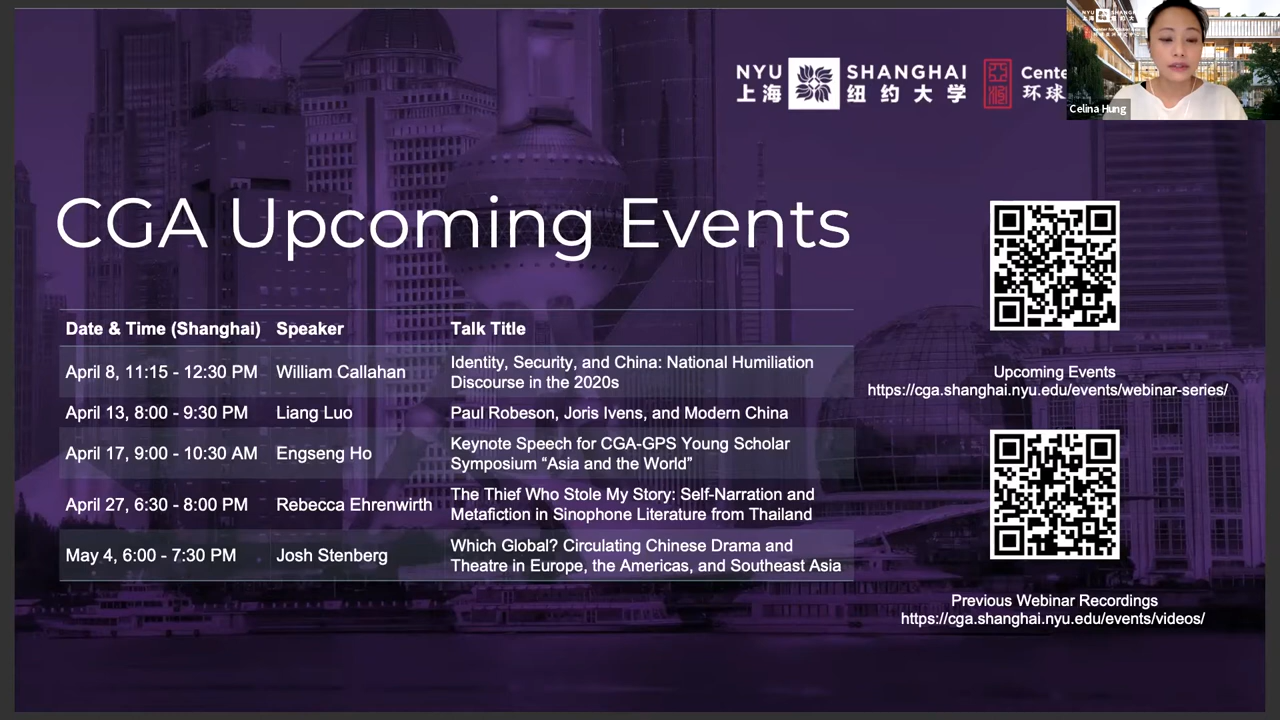 NYU SHANGHAI
上海 纽约大学
亞洲
Cente
环球
Celina Hung
CGA Upcoming Events
Date & Time (Shanghai) Speaker Talk Title
April 8, 11:15 - 12:30 PM William Callahan Identity, Security, and China: National Humiliation
Discourse in the 2020s
April 13, 8:00 - 9:30 PM Liang Luo Paul Robeson, Joris Ivens, and Modern China
April 17, 9:00 - 10:30 AM Engseng Ho Keynote Speech for CGA-GPS Young Scholar
Symposium “Asia and the World”
April 27, 6:30 - 8:00 PM Rebecca Ehrenwirth The Thief Who Stole My Story: Self-Narration and
Metafiction in Sinophone Literature from Thailand
May 4, 6:00 - 7:30 PM Josh Stenberg Which Global? Circulating Chinese Drama and
Theatre in Europe, the Americas, and Southeast Asia
Upcoming Events
https://cga.shanghai.nyu.edu/events/webinar-series/
Previous Webinar Recordings
https://cga.shanghai.nyu.edu/events/videos/